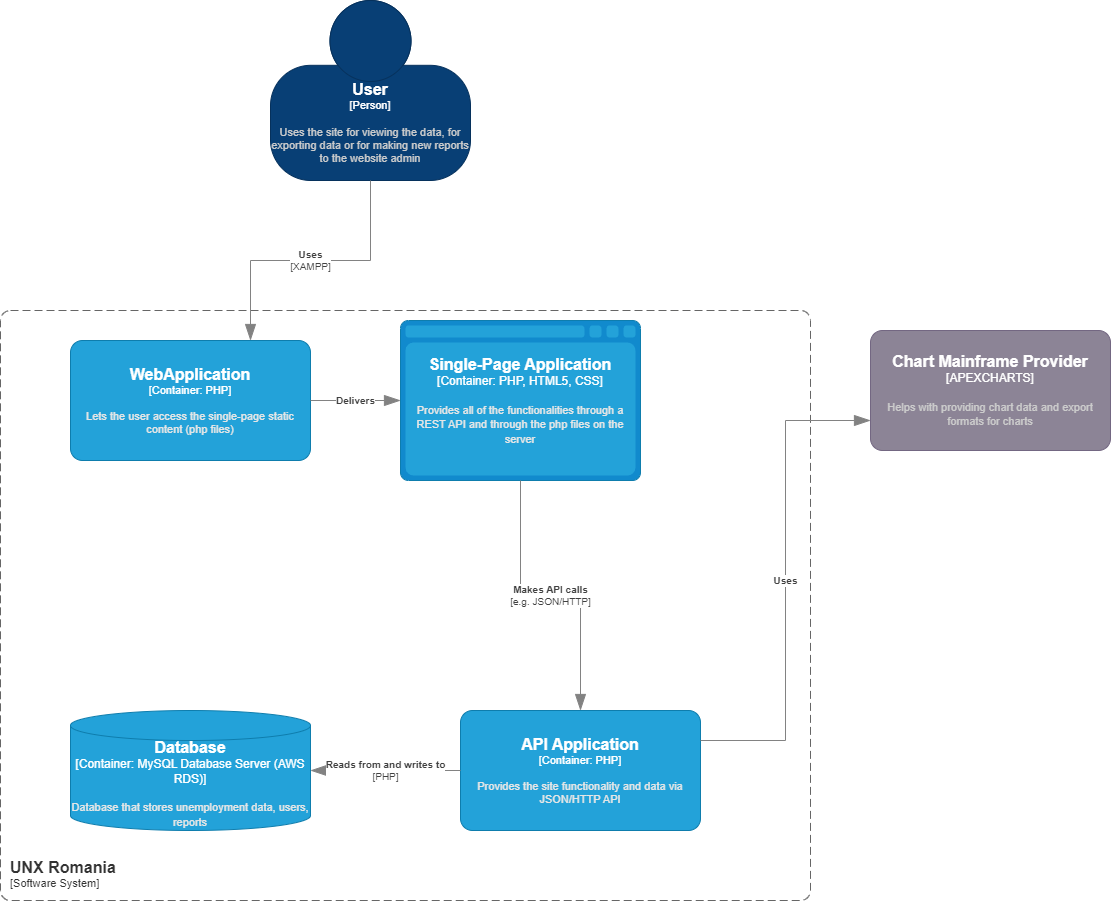 User
[Person]
Uses the site for viewing the data, for
exporting data or for making new reports
to the website admin
Uses
[XAMPP]
WebApplication
[Container: PHP]
Lets the user access the single-page static
content (php files)
Delivers
Single-Page Application
[Container: PHP, HTML5, CSS]
Provides all of the functionalities through a
REST API and through the php files on the
server
Chart Mainframe Provider
[APEXCHARTS]
Helps with providing chart data and export
formats for charts
Makes API calls
[e.g. JSON/HTTP]
Uses
Database
[Container: MySQL Database Server (AWS
RDS)]
Database that stores unemployment data, users,
reports
Reads from and writes to
[PHP]
API Application
[Container: PHP]
Provides the site functionality and data via
JSON/HTTP API
UNX Romania
[Software System]